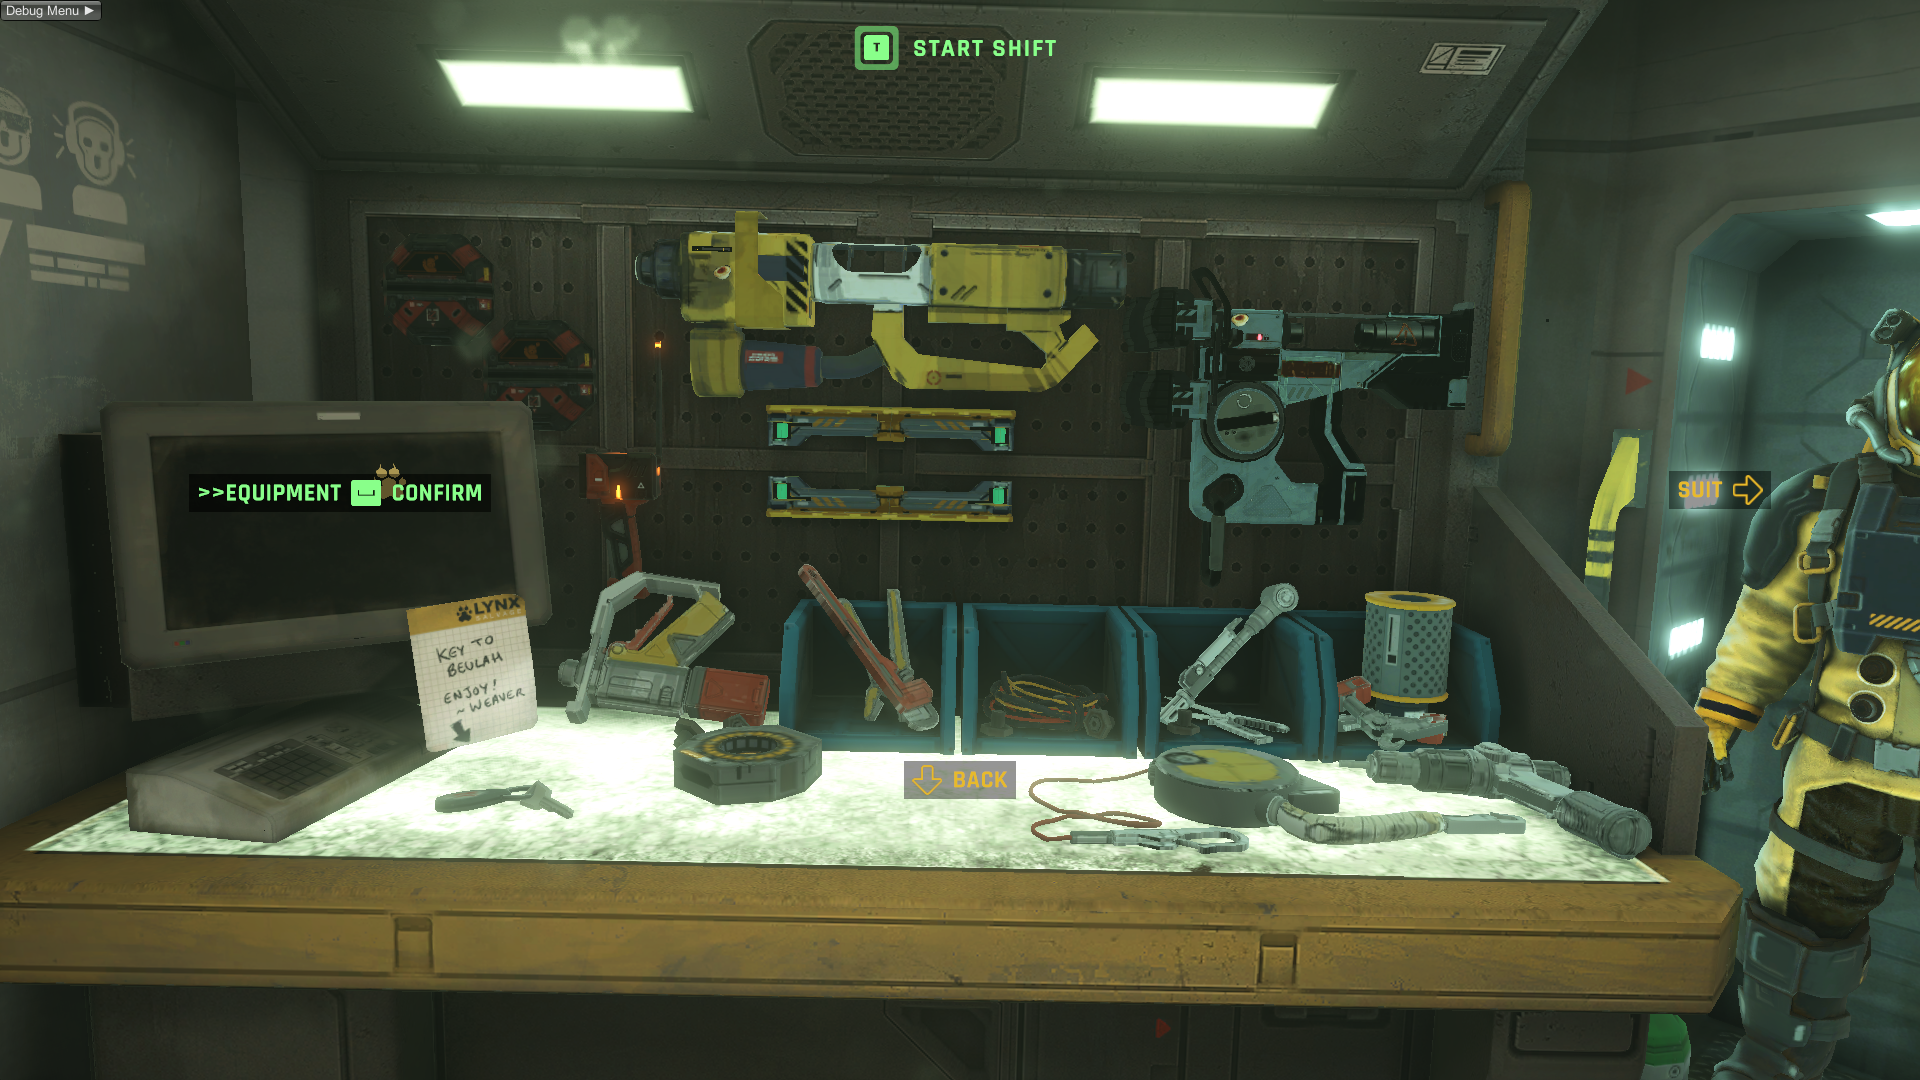 Debug Menu ▶
T START SHIFT
>>EQUIPMENT CONFIRM
SUIT
LYNX
KEY TO
BEULAH
ENJOY!
~ WEAVER
BACK